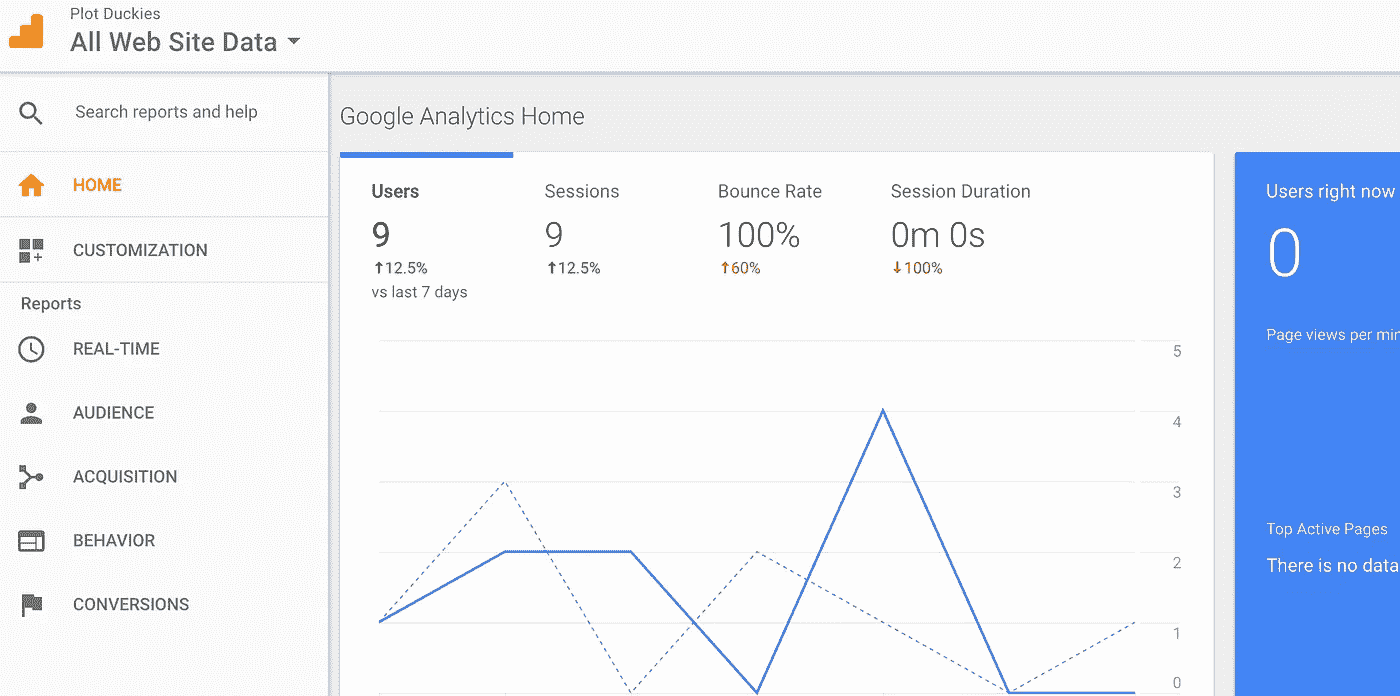 Plot Duckies
All Web Site Data
Search reports and help
HOME
CUSTOMIZATION
Reports
REAL-TIME
AUDIENCE
ACQUISITION
BEHAVIOR
CONVERSIONS
Google Analytics Home
Users
9
↑12.5%
vs last 7 days
Sessions
9
↑12.5%
Bounce Rate
100%
↑60%
Session Duration
0m 0s
↓100%
5
4
3
2
1
0
Users right now
0
Page views per min
Top Active Pages
There is no data